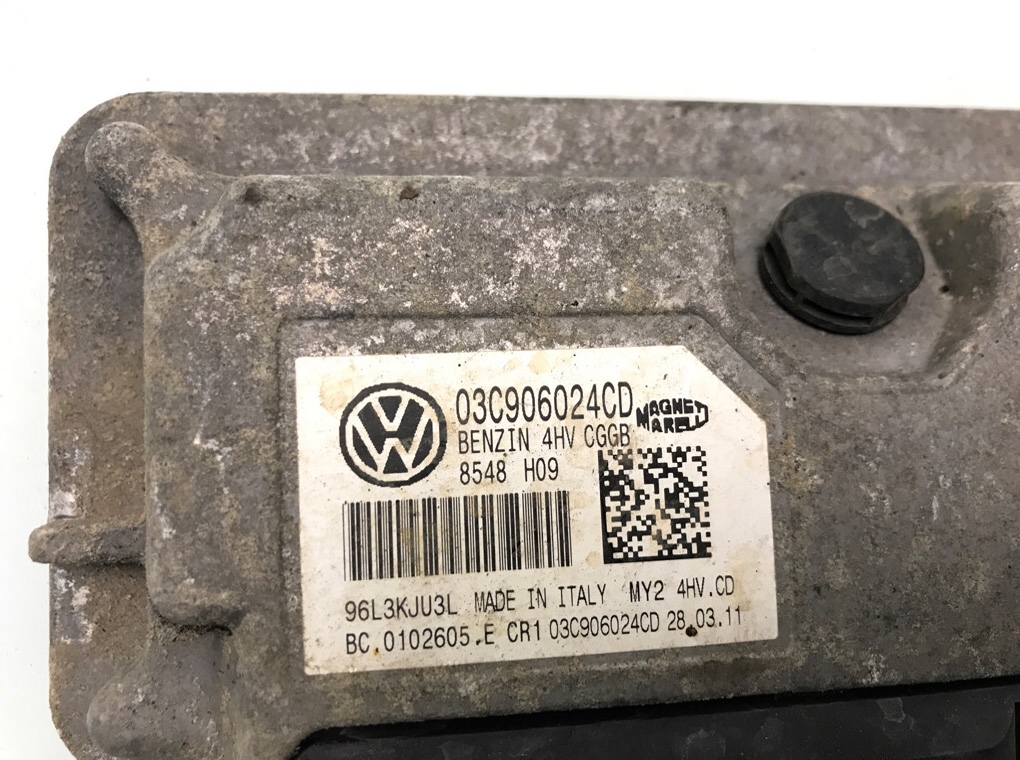 03C906024CD
MAGNETI MARELLI
BENZIN 4HV CGGB
8548 H09
96L3KJU3L MADE IN ITALY MY2 4HV.CD
BC.0102605.E CR1 03C906024CD 28.03.11